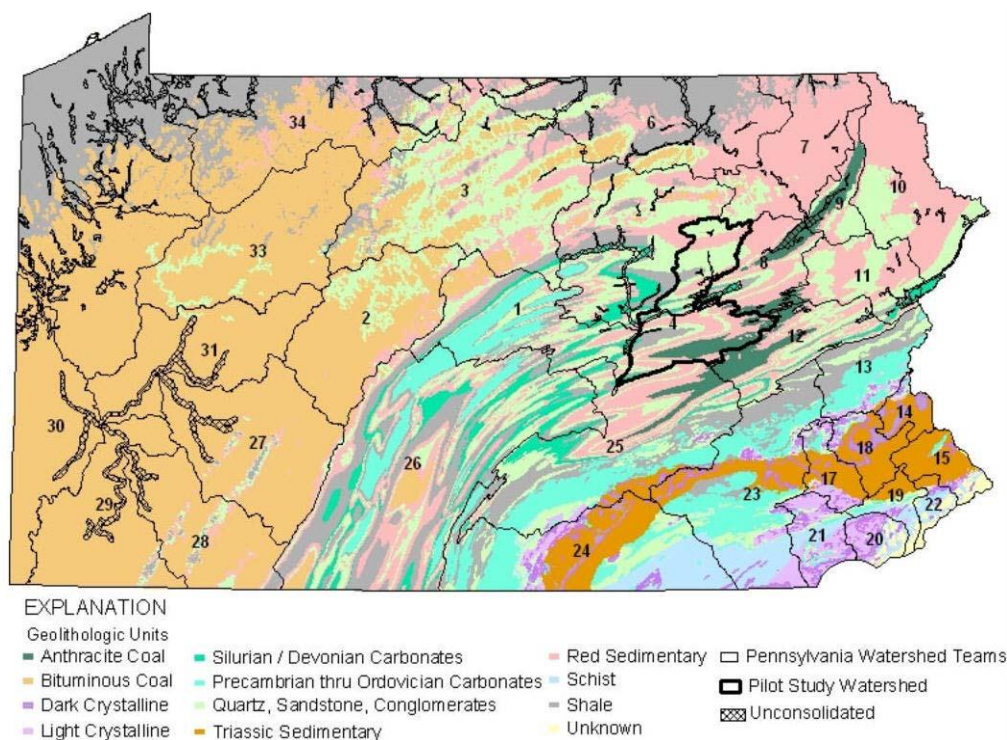 34
6
7
3
10
9
33
8
11
2
1
4
12
31
13
30
14
27
25
18
15
26
17
29
23
19
22
24
28
21
20
EXPLANATION
Geolithologic Units
Anthracite Coal
Bituminous Coal
Dark Crystalline
Light Crystalline
Silurian / Devonian Carbonates
Precambrian thru Ordovician Carbonates
Quartz, Sandstone, Conglomerates
Triassic Sedimentary
Red Sedimentary
Schist
Shale
Unknown
Pennsylvania Watershed Teams
Pilot Study Watershed
Unconsolidated